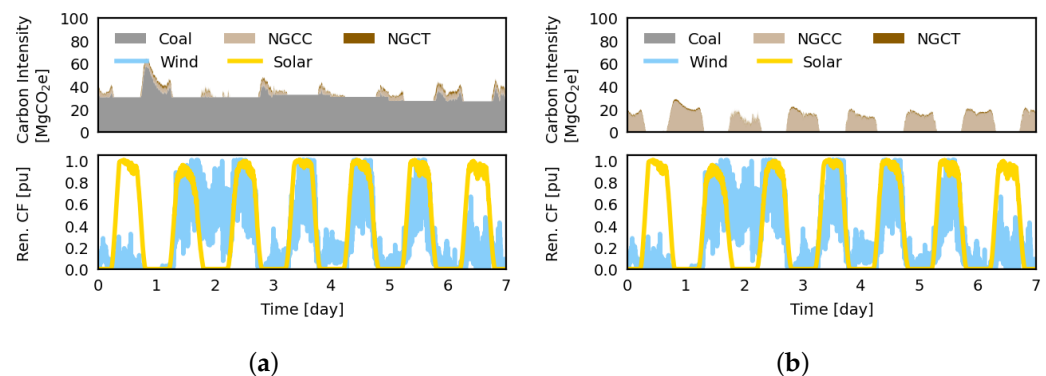 Carbon Intensity
[MgCO₂e]
100
80
60
40
20
0
Coal NGCC NGCT
Wind Solar
Ren. CF [pu]
1.0
0.8
0.6
0.4
0.2
0.0
0 1 2 3 4 5 6 7
Time [day]
(a)
Carbon Intensity
[MgCO₂e]
100
80
60
40
20
0
Coal NGCC NGCT
Wind Solar
Ren. CF [pu]
1.0
0.8
0.6
0.4
0.2
0.0
0 1 2 3 4 5 6 7
Time [day]
(b)